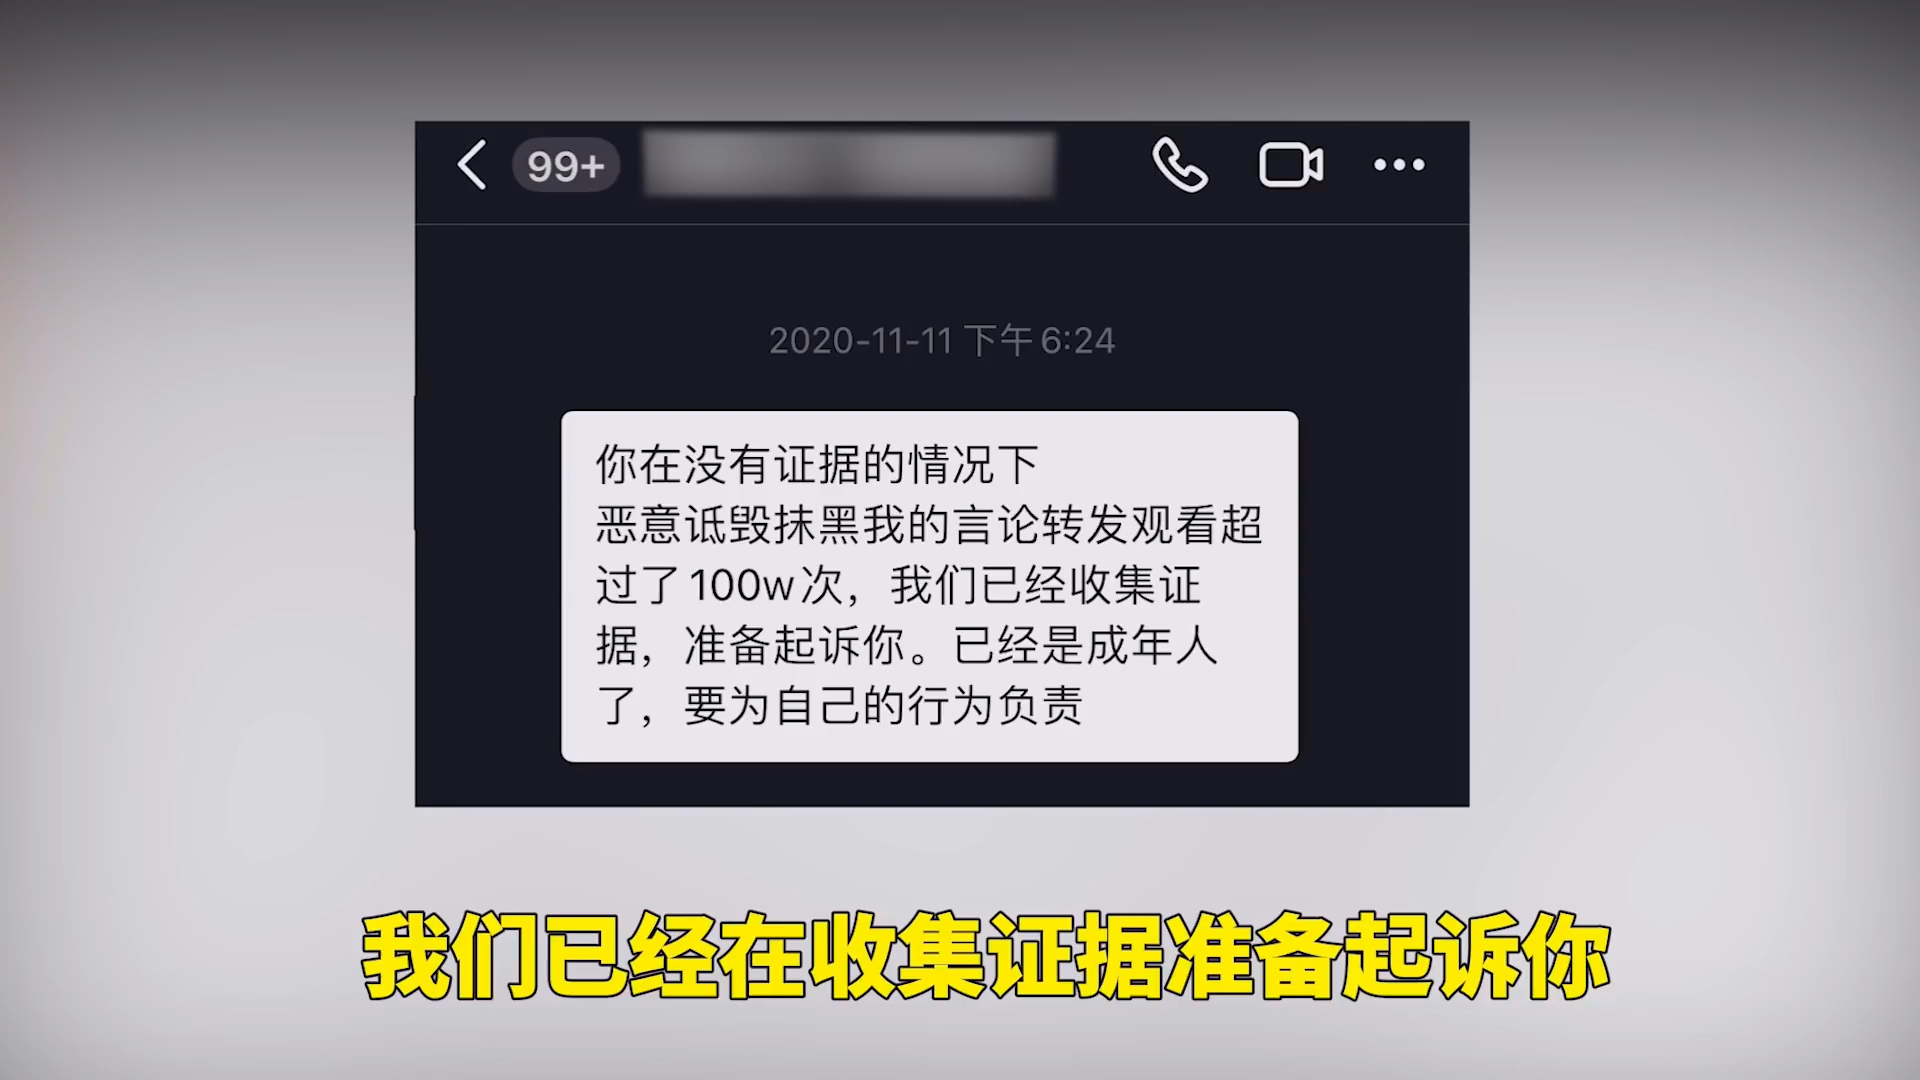 99+
2020-11-11 下午6:24
你在没有证据的情况下
恶意诋毁抹黑我的言论转发观看超
过了100w次，我们已经收集证
据，准备起诉你。已经是成年人
了，要为自己的行为负责
我们已经在收集证据准备起诉你